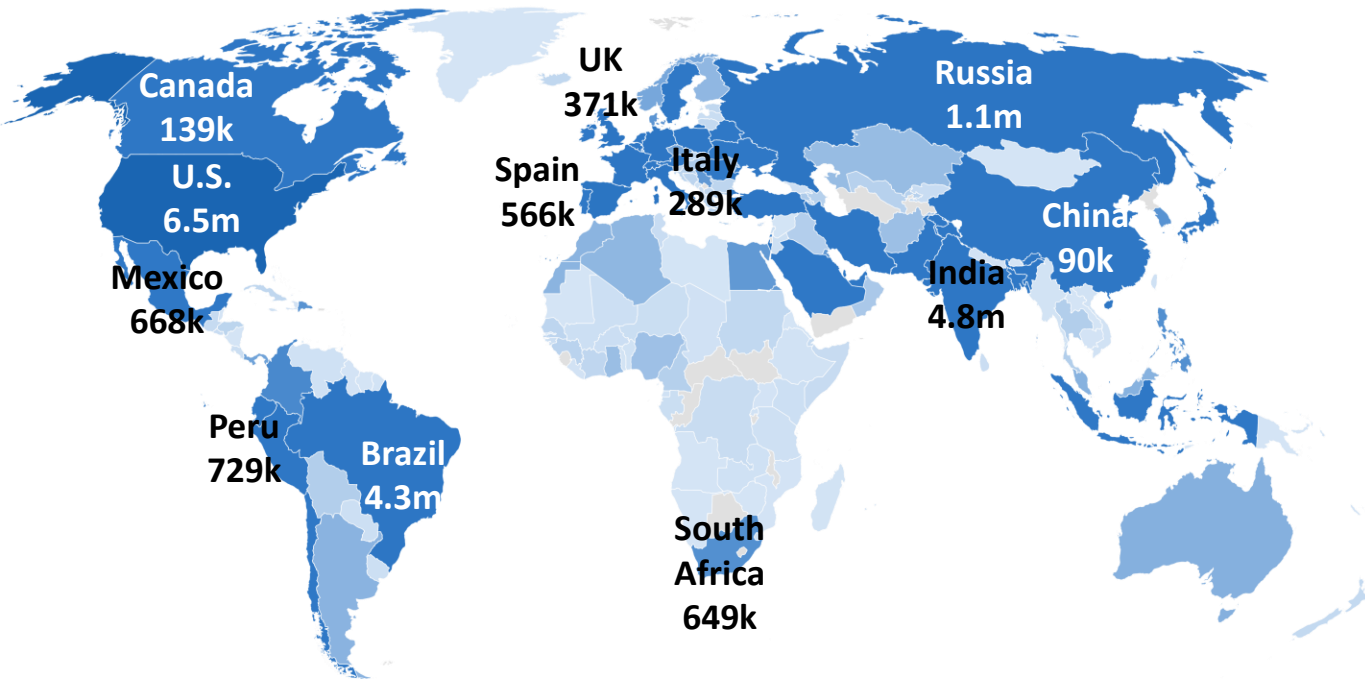 Canada
139k
U.S.
6.5m
Mexico
668k
Peru
729k
Brazil
4.3m
UK
371k
Spain
566k
Italy
289k
South
Africa
649k
Russia
1.1m
China
90k
India
4.8m